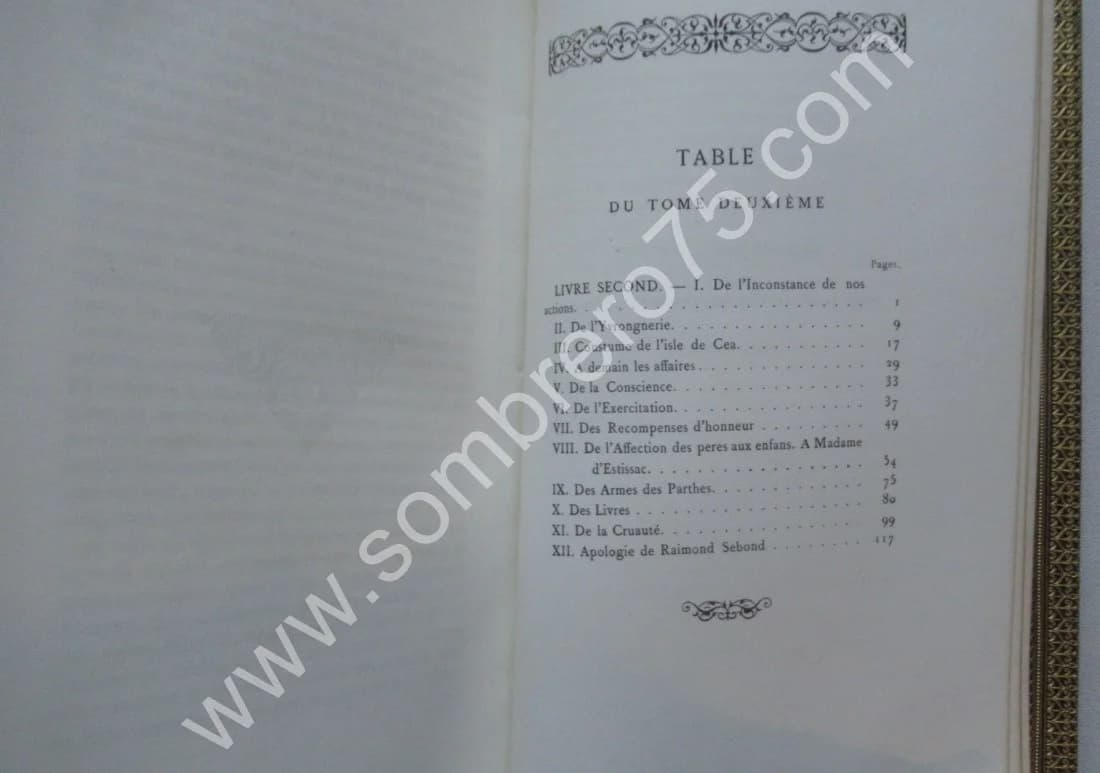 TABLE
DU TOME DEUXIÈME
Pages.
LIVRE SECOND. — I. De l'Inconstance de nos
actions. . . . . . . . . . . . . . . . . . 1
II. De l'Yvrongnerie. . . . . . . . . . . . . . 9
III. Coustume de l'isle de Cea. . . . . . . . . . 17
IV. A demain les affaires . . . . . . . . . . . . 29
V. De la Conscience. . . . . . . . . . . . . . 33
VI. De l'Exercitation. . . . . . . . . . . . . . 37
VII. Des Recompenses d'honneur . . . . . . . . 49
VIII. De l'Affection des peres aux enfans. A Madame
d'Estissac. . . . . . . . . . . . . . . 54
IX. Des Armes des Parthes. . . . . . . . . . . . 75
X. Des Livres . . . . . . . . . . . . . . . . . 80
XI. De la Cruauté. . . . . . . . . . . . . . . . 99
XII. Apologie de Raimond Sebond . . . . . . . . 117
www.sombrero75.com